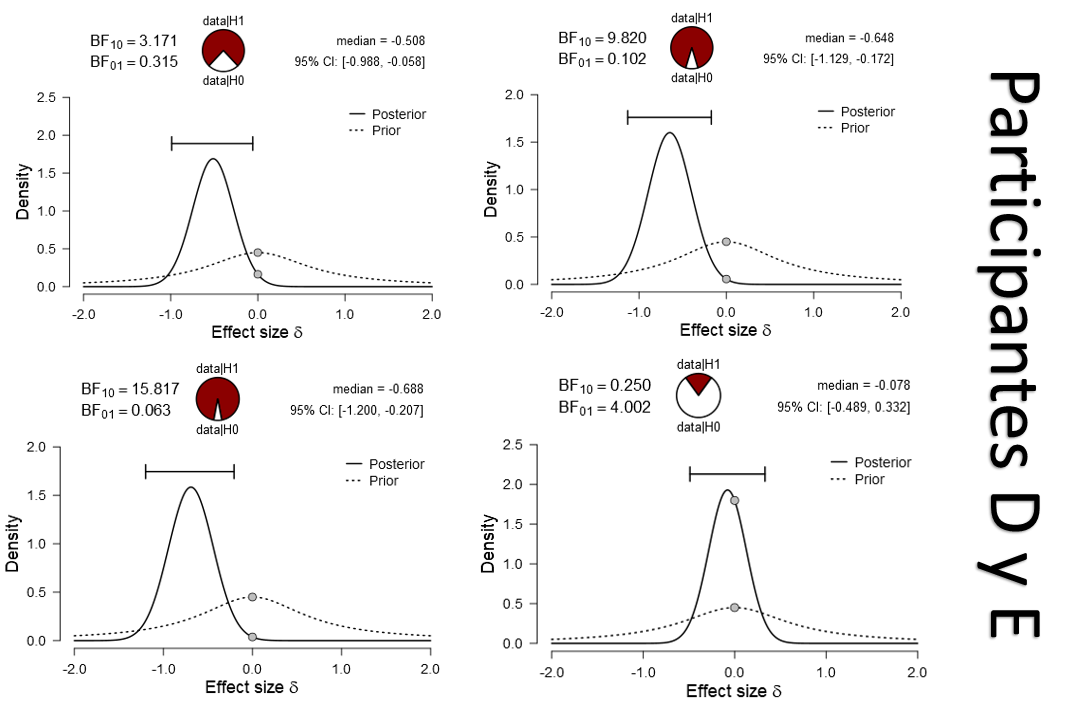 data|H1
BF10 = 3.171
BF01 = 0.315
data|H0
median = -0.508
95% CI: [-0.988, -0.058]
Posterior
Prior
2.5
2.0
1.5
1.0
0.5
0.0
Density
-2.0 -1.0 0.0 1.0 2.0
Effect size δ
data|H1
BF10 = 9.820
BF01 = 0.102
data|H0
median = -0.648
95% CI: [-1.129, -0.172]
Posterior
Prior
2.0
1.5
1.0
0.5
0.0
Density
-2.0 -1.0 0.0 1.0 2.0
Effect size δ
data|H1
BF10 = 15.817
BF01 = 0.063
data|H0
median = -0.688
95% CI: [-1.200, -0.207]
Posterior
Prior
2.0
1.5
1.0
0.5
0.0
Density
-2.0 -1.0 0.0 1.0 2.0
Effect size δ
data|H1
BF10 = 0.250
BF01 = 4.002
data|H0
median = -0.078
95% CI: [-0.489, 0.332]
Posterior
Prior
2.5
2.0
1.5
1.0
0.5
0.0
Density
-2.0 -1.0 0.0 1.0 2.0
Effect size δ
Participantes D y E